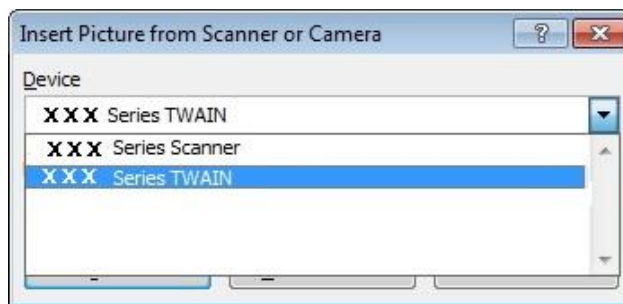 Insert Picture from Scanner or Camera
Device
XXX Series TWAIN
XXX Series Scanner
XXX Series TWAIN